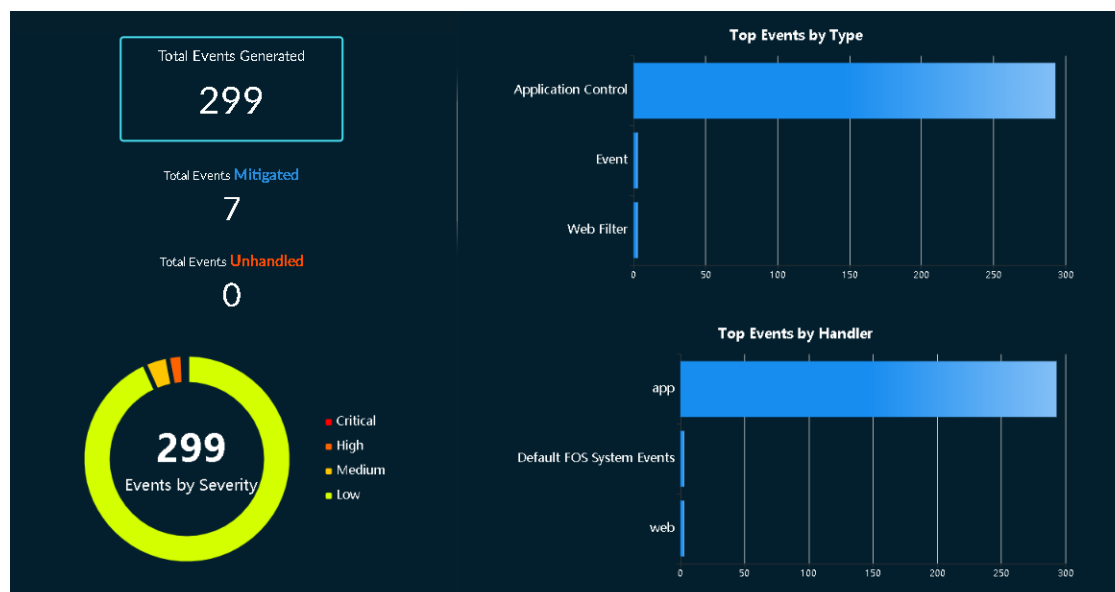 Total Events Generated
299
Total Events Mitigated
7
Total Events Unhandled
0
299
Events by Severity
Critical
High
Medium
Low
Top Events by Type
Application Control
Event
Web Filter
0 50 100 150 200 250 300
Top Events by Handler
app
Default FOS System Events
web
0 50 100 150 200 250 300